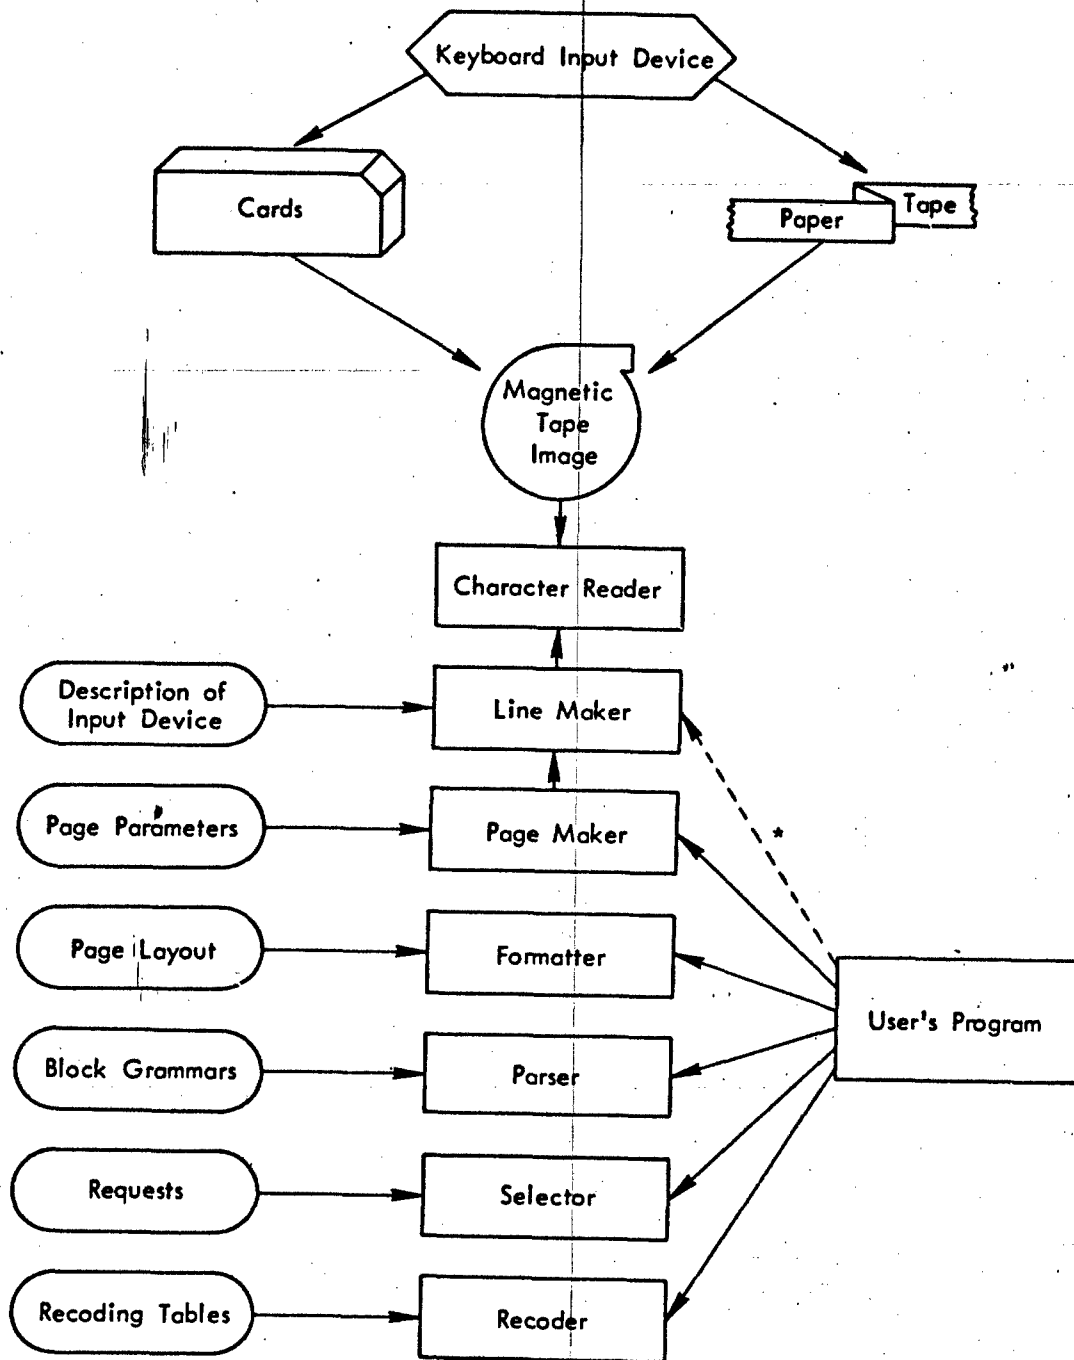 Keyboard Input Device
Cards
Paper Tape
Magnetic
Tape
Image
Character Reader
Description of
Input Device
Line Maker
Page Parameters
Page Maker
*
Page Layout
Formatter
User's Program
Block Grammars
Parser
Requests
Selector
Recoding Tables
Recoder